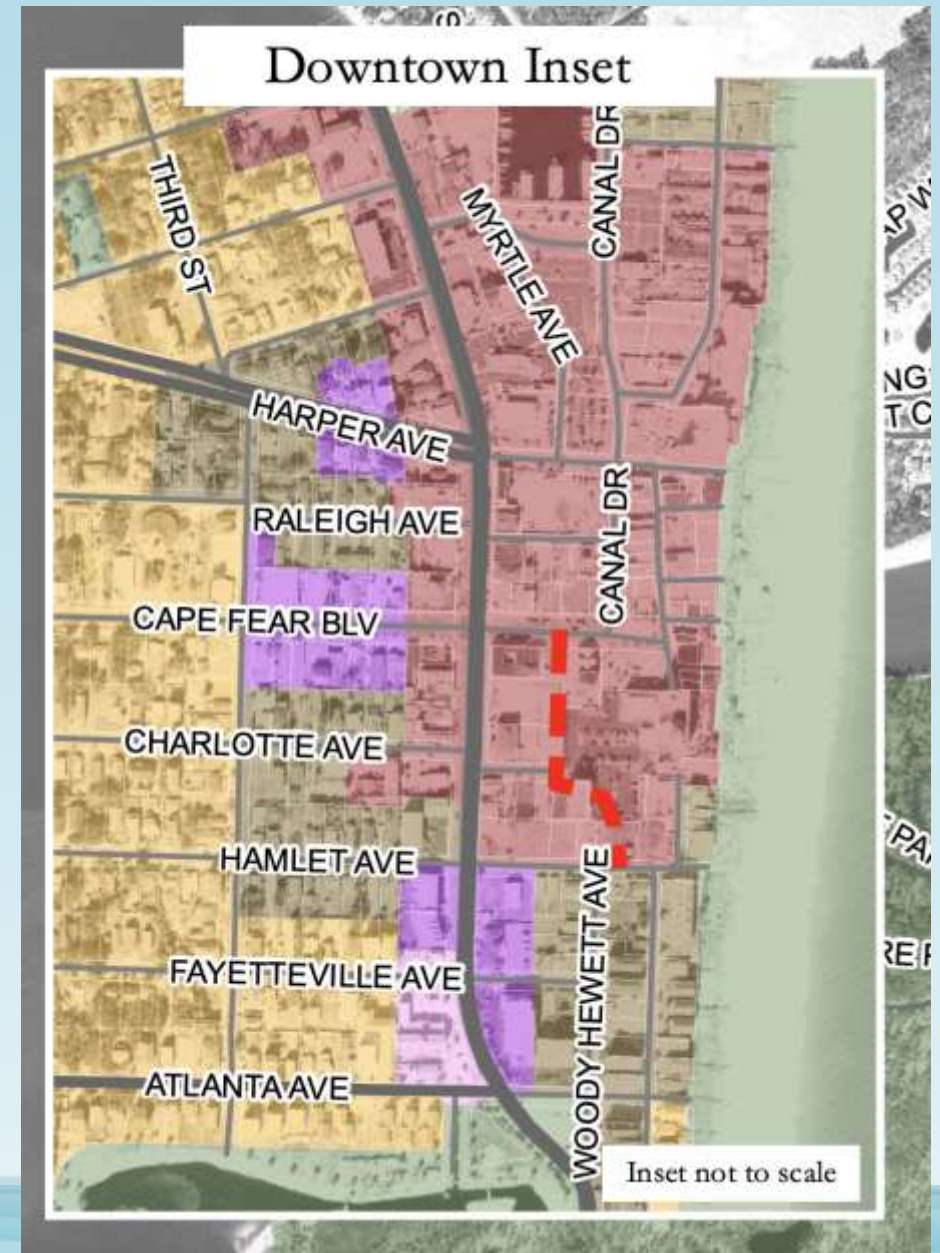 Downtown Inset
CANAL DR
THIRD ST
MYRTLE AVE
HARPER AVE
RALEIGH AVE
CANAL DR
CAPE FEAR BLV
CHARLOTTE AVE
HAMLET AVE
WOODY HEWETT AVE
FAYETTEVILLE AVE
ATLANTA AVE
Inset not to scale